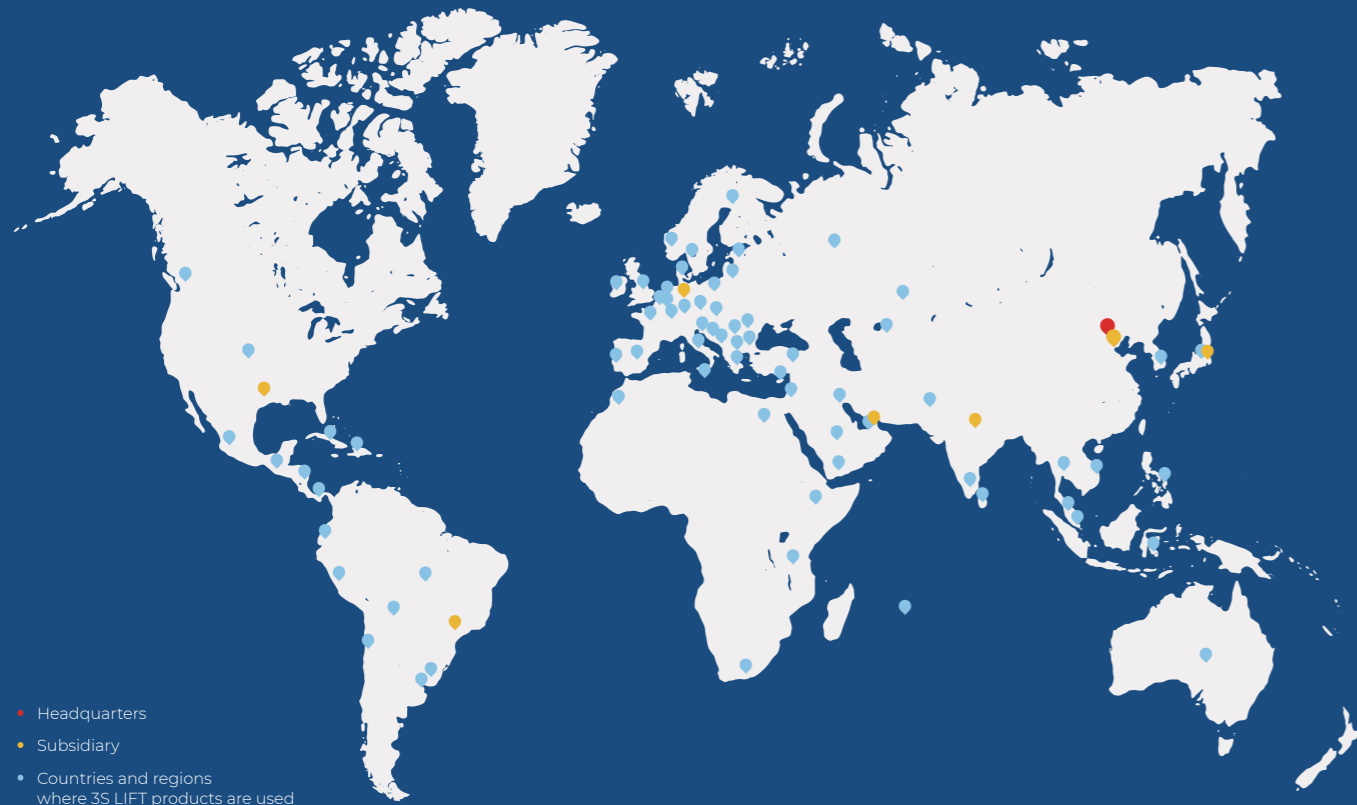 Headquarters
Subsidiary
Countries and regions
where 3S LIFT products are used